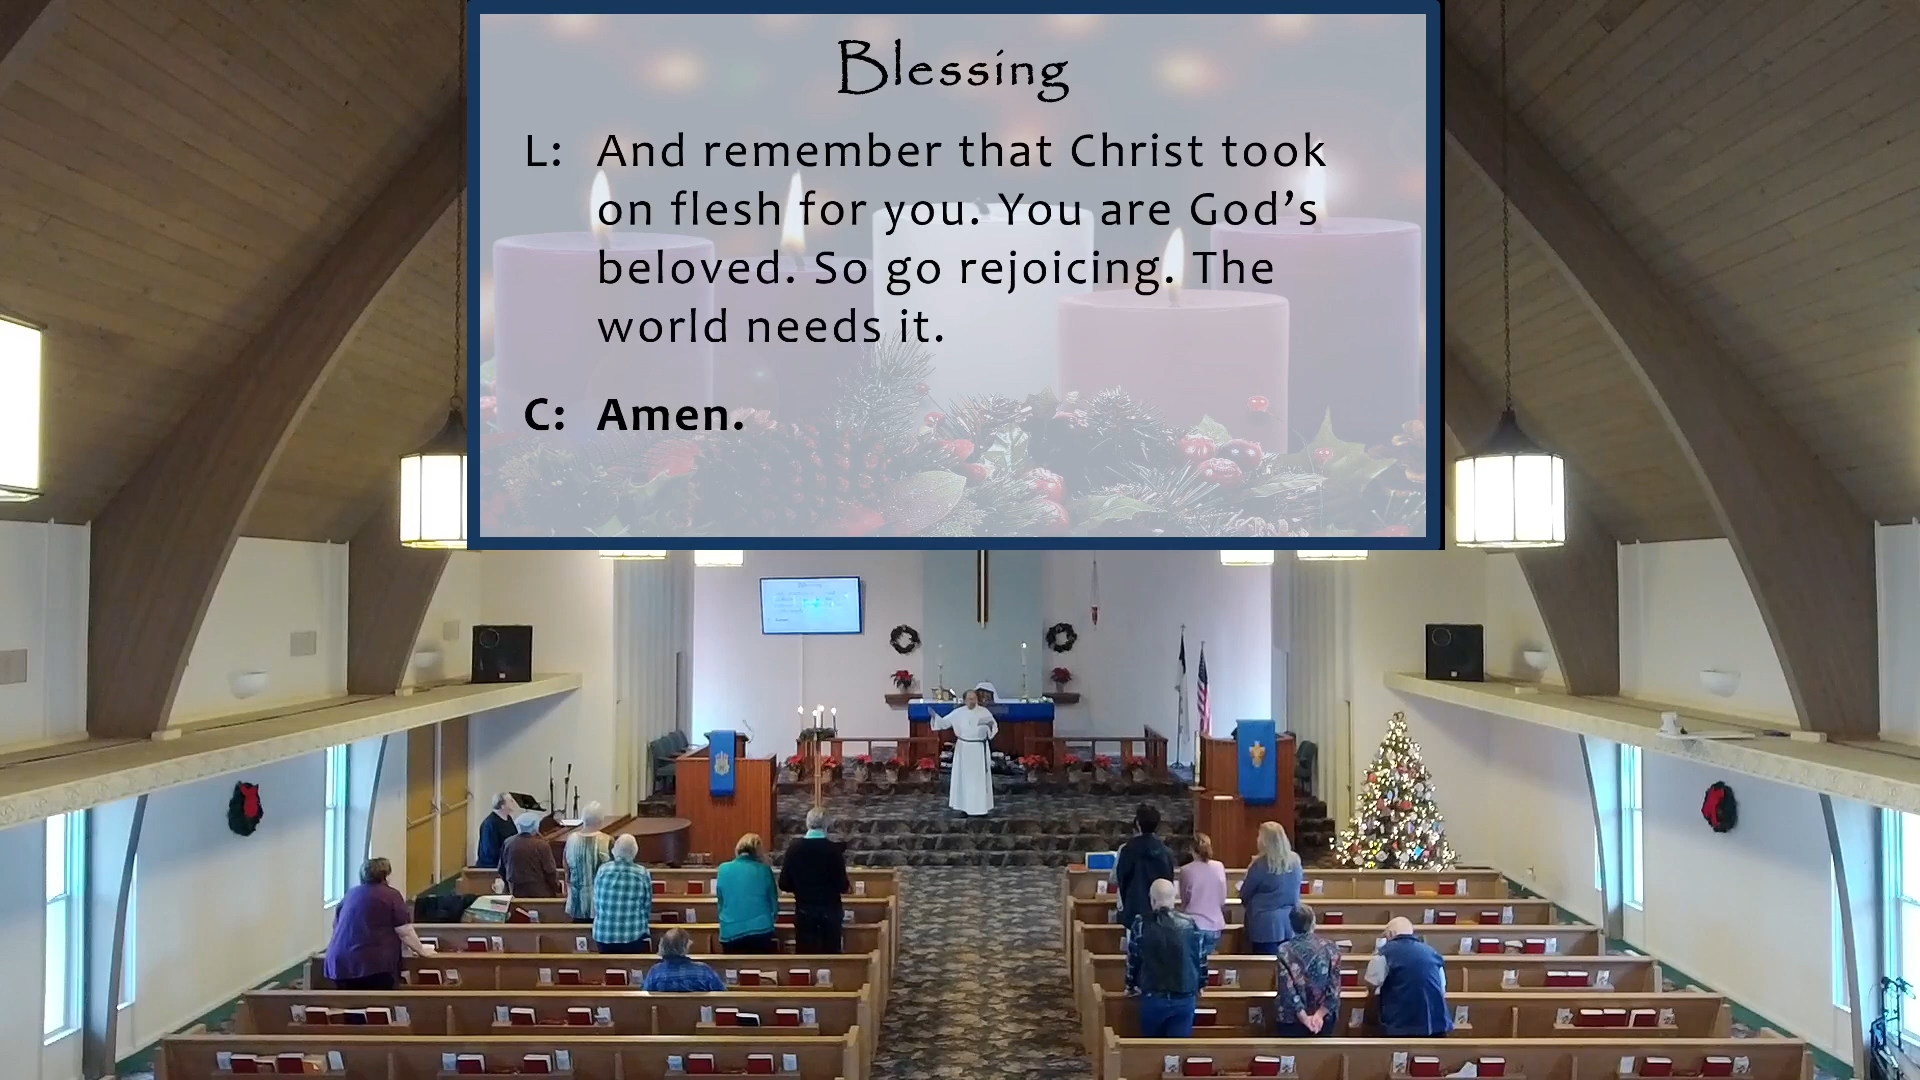 Blessing
L: And remember that Christ took
on flesh for you. You are God’s
beloved. So go rejoicing. The
world needs it.
C: Amen.